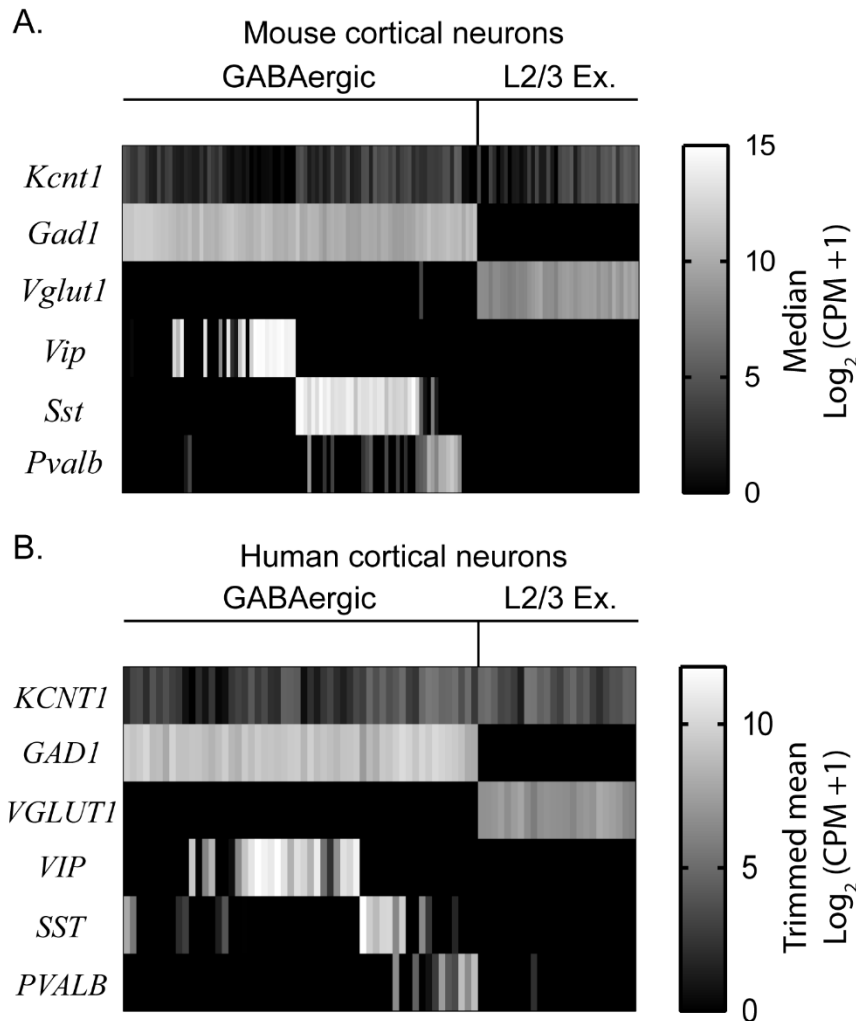 A.
Mouse cortical neurons
GABAergic L2/3 Ex.
Kcnt1
Gad1
Vglut1
Vip
Sst
Pvalb
15
10
5
0
Median
Log₂ (CPM +1)
B.
Human cortical neurons
GABAergic L2/3 Ex.
KCNT1
GAD1
VGLUT1
VIP
SST
PVALB
10
5
0
Trimmed mean
Log₂ (CPM +1)